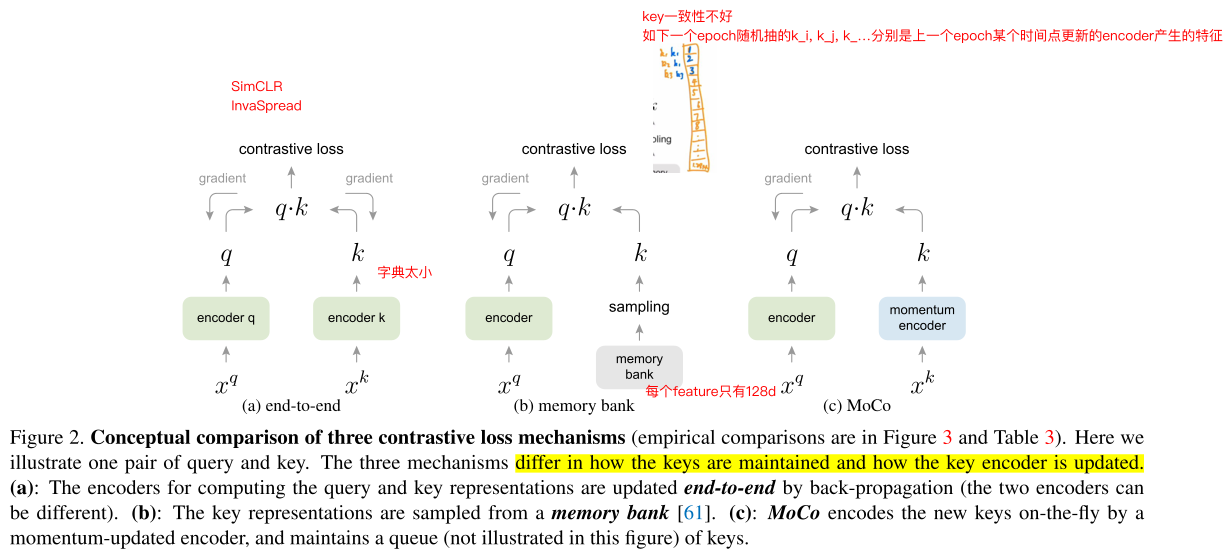 key一致性不好
如下一个epoch随机抽的k_i, k_j, k_…分别是上一个epoch某个时间点更新的encoder产生的特征
SimCLR
InvaSpread
1
2
3
4
5
6
7
8
pling
contrastive loss
contrastive loss
contrastive loss
gradient
gradient
gradient
gradient
q·k
q·k
q·k
q
k
q
k
q
k
字典太小
sampling
encoder q
encoder k
encoder
memory bank
encoder
momentum encoder
x^q
x^k
x^q
每个feature只有128d
x^q
x^k
(a) end-to-end
(b) memory bank
(c) MoCo
Figure 2. Conceptual comparison of three contrastive loss mechanisms (empirical comparisons are in Figure 3 and Table 3). Here we
illustrate one pair of query and key. The three mechanisms differ in how the keys are maintained and how the key encoder is updated.
(a): The encoders for computing the query and key representations are updated end-to-end by back-propagation (the two encoders can
be different). (b): The key representations are sampled from a memory bank [61]. (c): MoCo encodes the new keys on-the-fly by a
momentum-updated encoder, and maintains a queue (not illustrated in this figure) of keys.